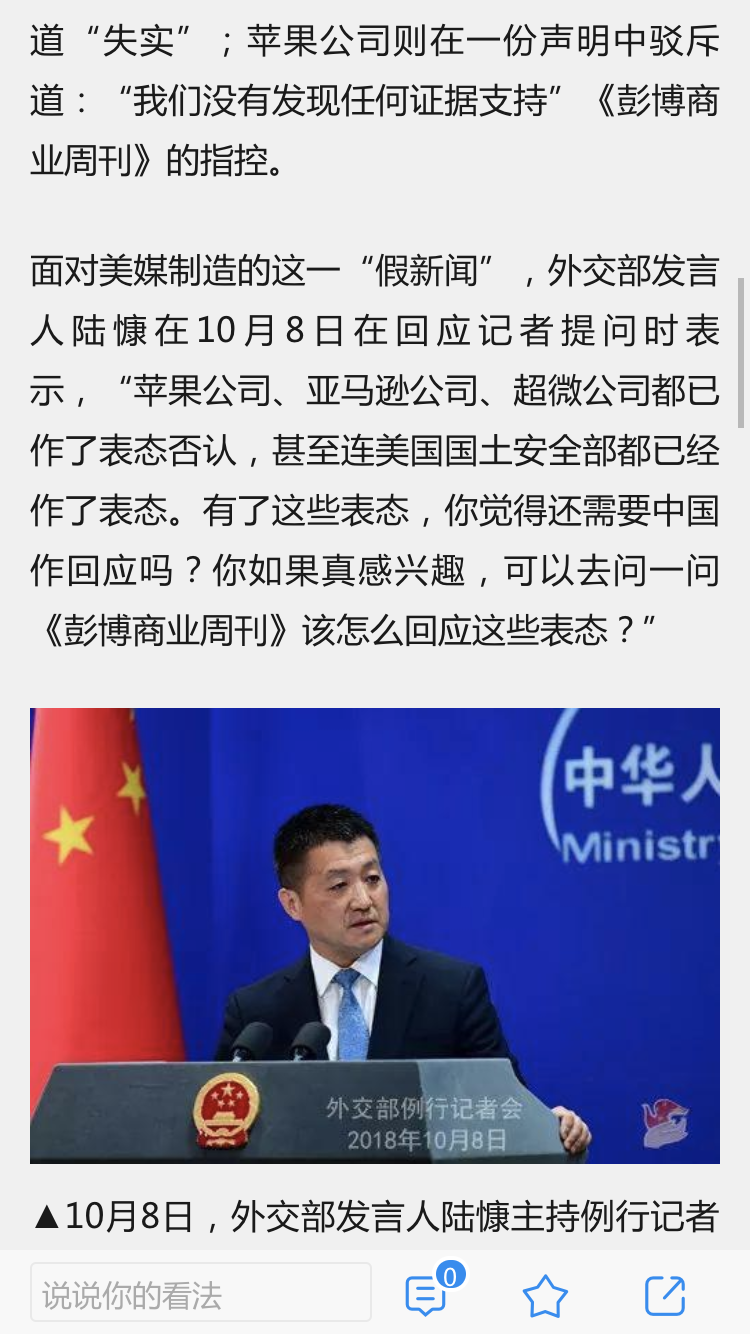 道“失实”；苹果公司则在一份声明中驳斥
道：“我们没有发现任何证据支持”《彭博商
业周刊》的指控。
面对美媒制造的这一“假新闻”，外交部发言
人陆慷在10月8日在回应记者提问时表
示，“苹果公司、亚马逊公司、超微公司都已
作了表态否认，甚至连美国国土安全部都已经
作了表态。有了这些表态，你觉得还需要中国
作回应吗？你如果真感兴趣，可以去问一问
《彭博商业周刊》该怎么回应这些表态？”
中华人
Ministry
外交部例行记者会
2018年10月8日
▲10月8日，外交部发言人陆慷主持例行记者
说说你的看法
0